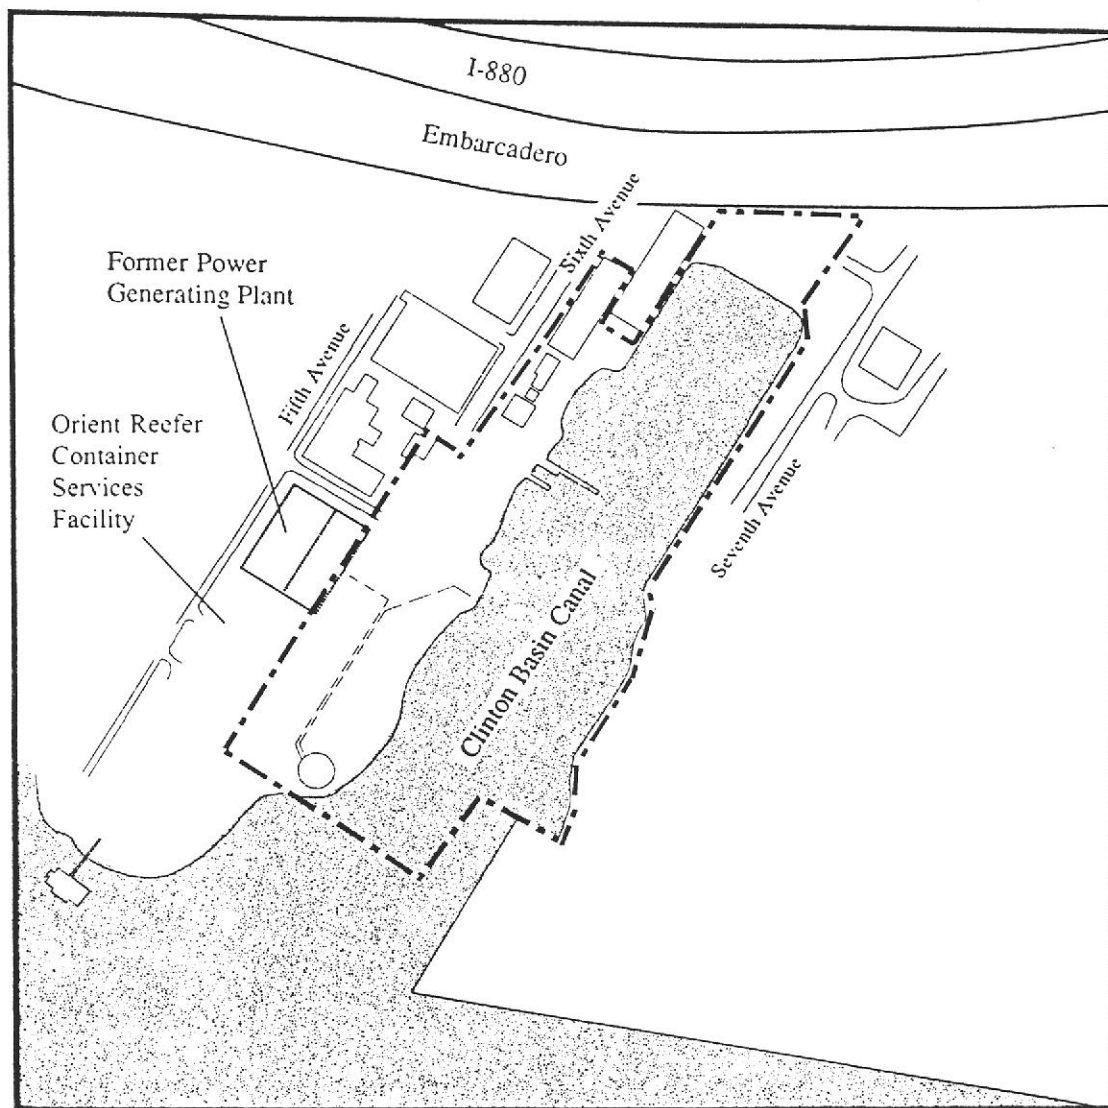 I-880
Embarcadero
Sixth Avenue
Former Power
Generating Plant
Fifth Avenue
Orient Reefer
Container
Services
Facility
Seventh Avenue
Clinton Basin Canal